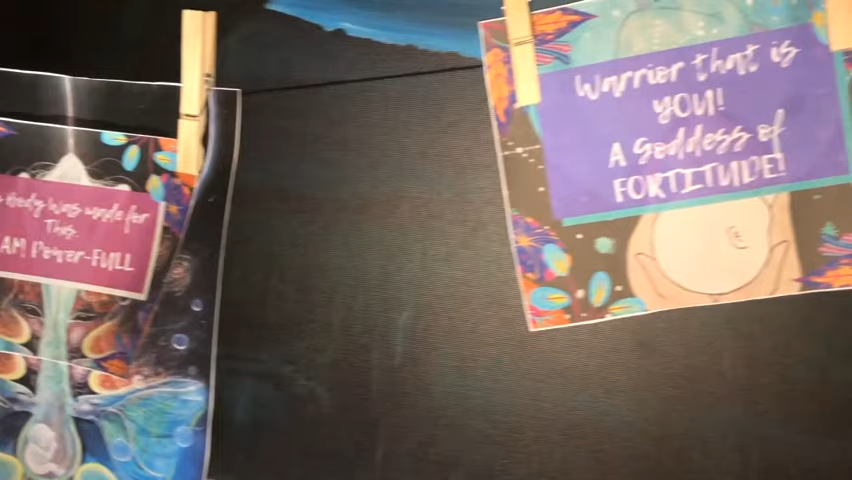 Body was made for
This.
AM Power-FULL
Warrior that is
YOU!
A Goddess of
FORTITUDE!